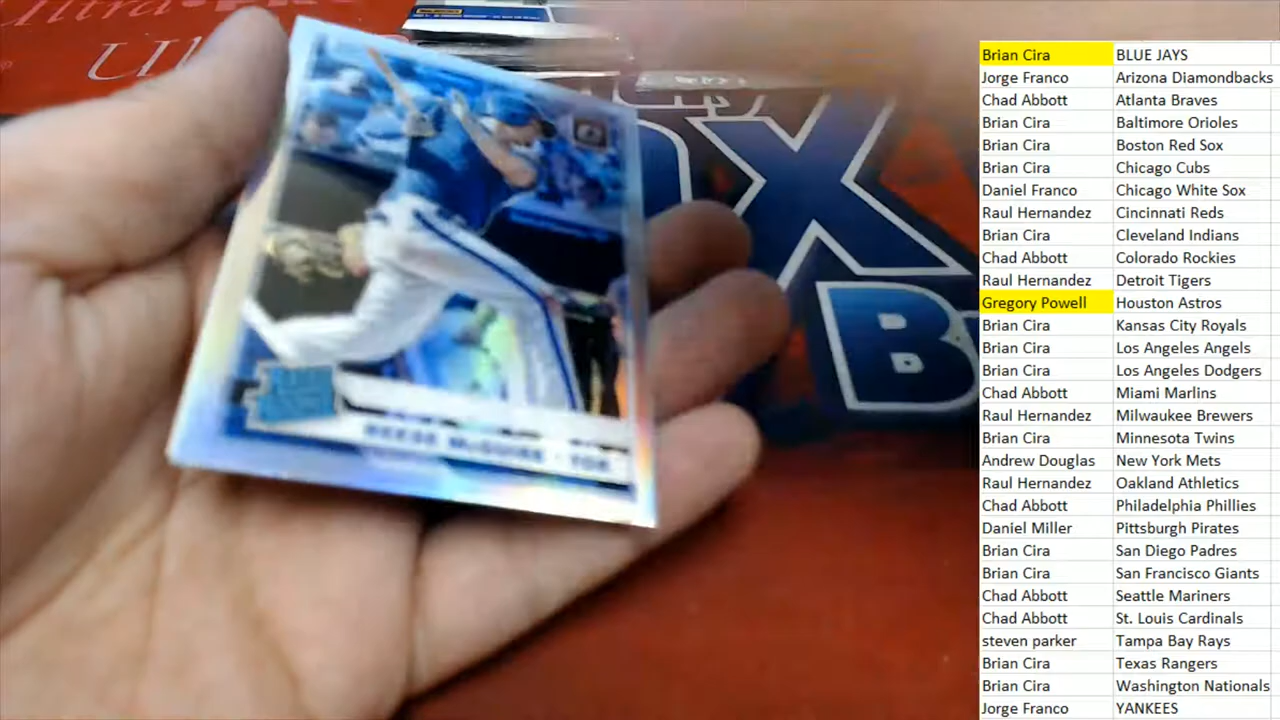 Ultra
REESE McGUIRE - TOR
OX
B
Brian Cira BLUE JAYS
Jorge Franco Arizona Diamondbacks
Chad Abbott Atlanta Braves
Brian Cira Baltimore Orioles
Brian Cira Boston Red Sox
Brian Cira Chicago Cubs
Daniel Franco Chicago White Sox
Raul Hernandez Cincinnati Reds
Brian Cira Cleveland Indians
Chad Abbott Colorado Rockies
Raul Hernandez Detroit Tigers
Gregory Powell Houston Astros
Brian Cira Kansas City Royals
Brian Cira Los Angeles Angels
Brian Cira Los Angeles Dodgers
Chad Abbott Miami Marlins
Raul Hernandez Milwaukee Brewers
Brian Cira Minnesota Twins
Andrew Douglas New York Mets
Raul Hernandez Oakland Athletics
Chad Abbott Philadelphia Phillies
Daniel Miller Pittsburgh Pirates
Brian Cira San Diego Padres
Brian Cira San Francisco Giants
Chad Abbott Seattle Mariners
Chad Abbott St. Louis Cardinals
steven parker Tampa Bay Rays
Brian Cira Texas Rangers
Brian Cira Washington Nationals
Jorge Franco YANKEES